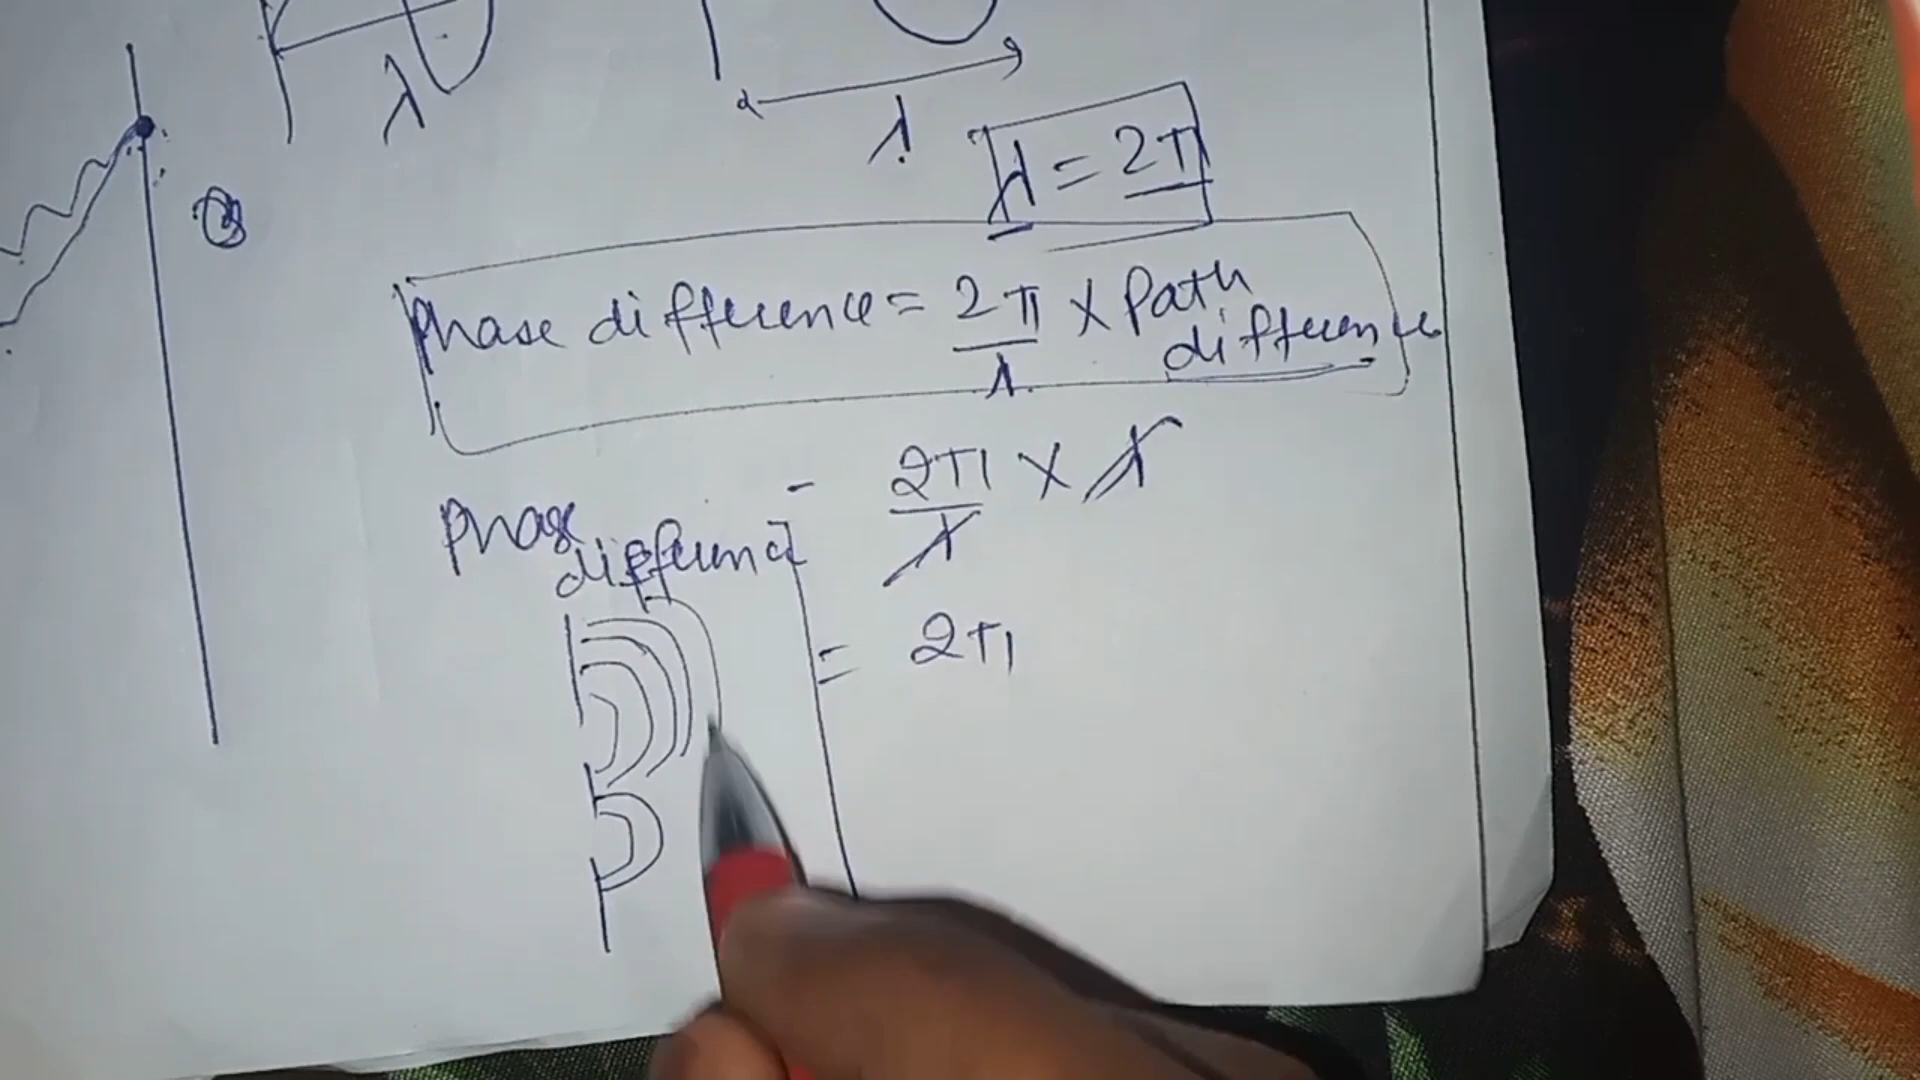 λ
λ
λ = 2π
Phase difference = 2π/λ × Path
difference
Phase
difference = 2π/λ × λ
= 2π